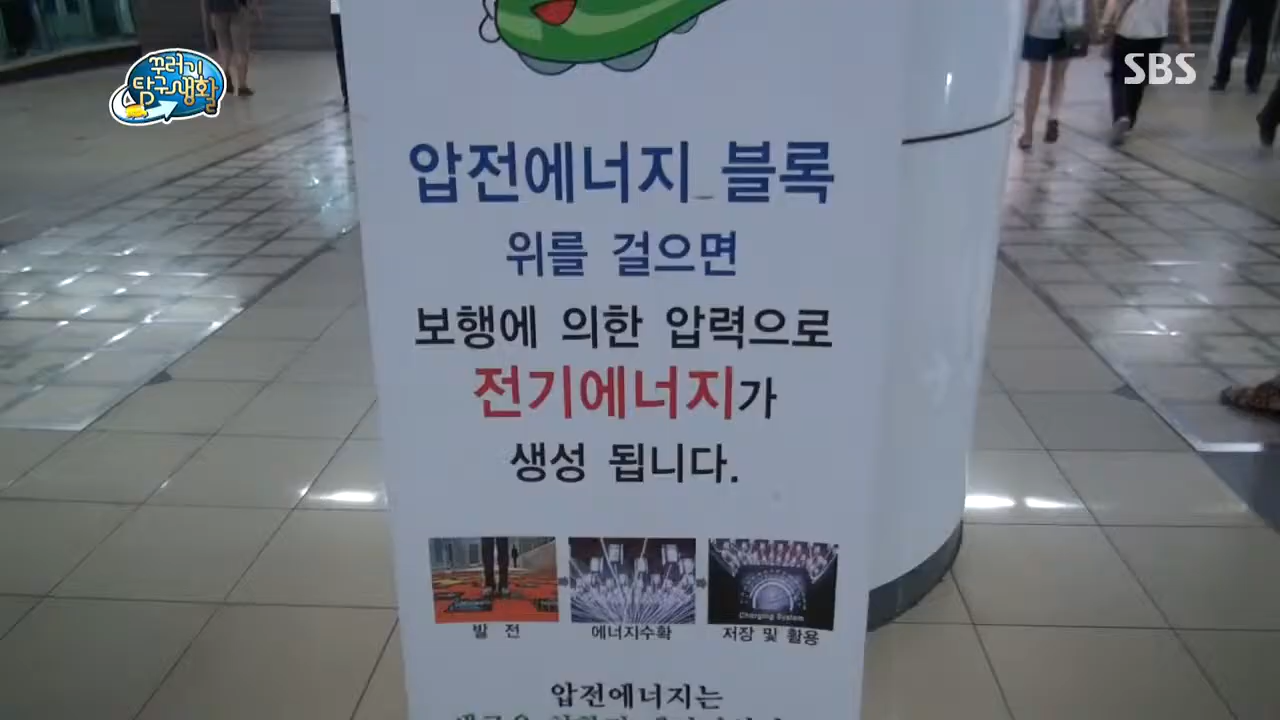 꾸러기
탐구생활
SBS
압전에너지 블록
위를 걸으면
보행에 의한 압력으로
전기에너지가
생성 됩니다.
Charging System
발 전
에너지수확
저장 및 활용
압전에너지는